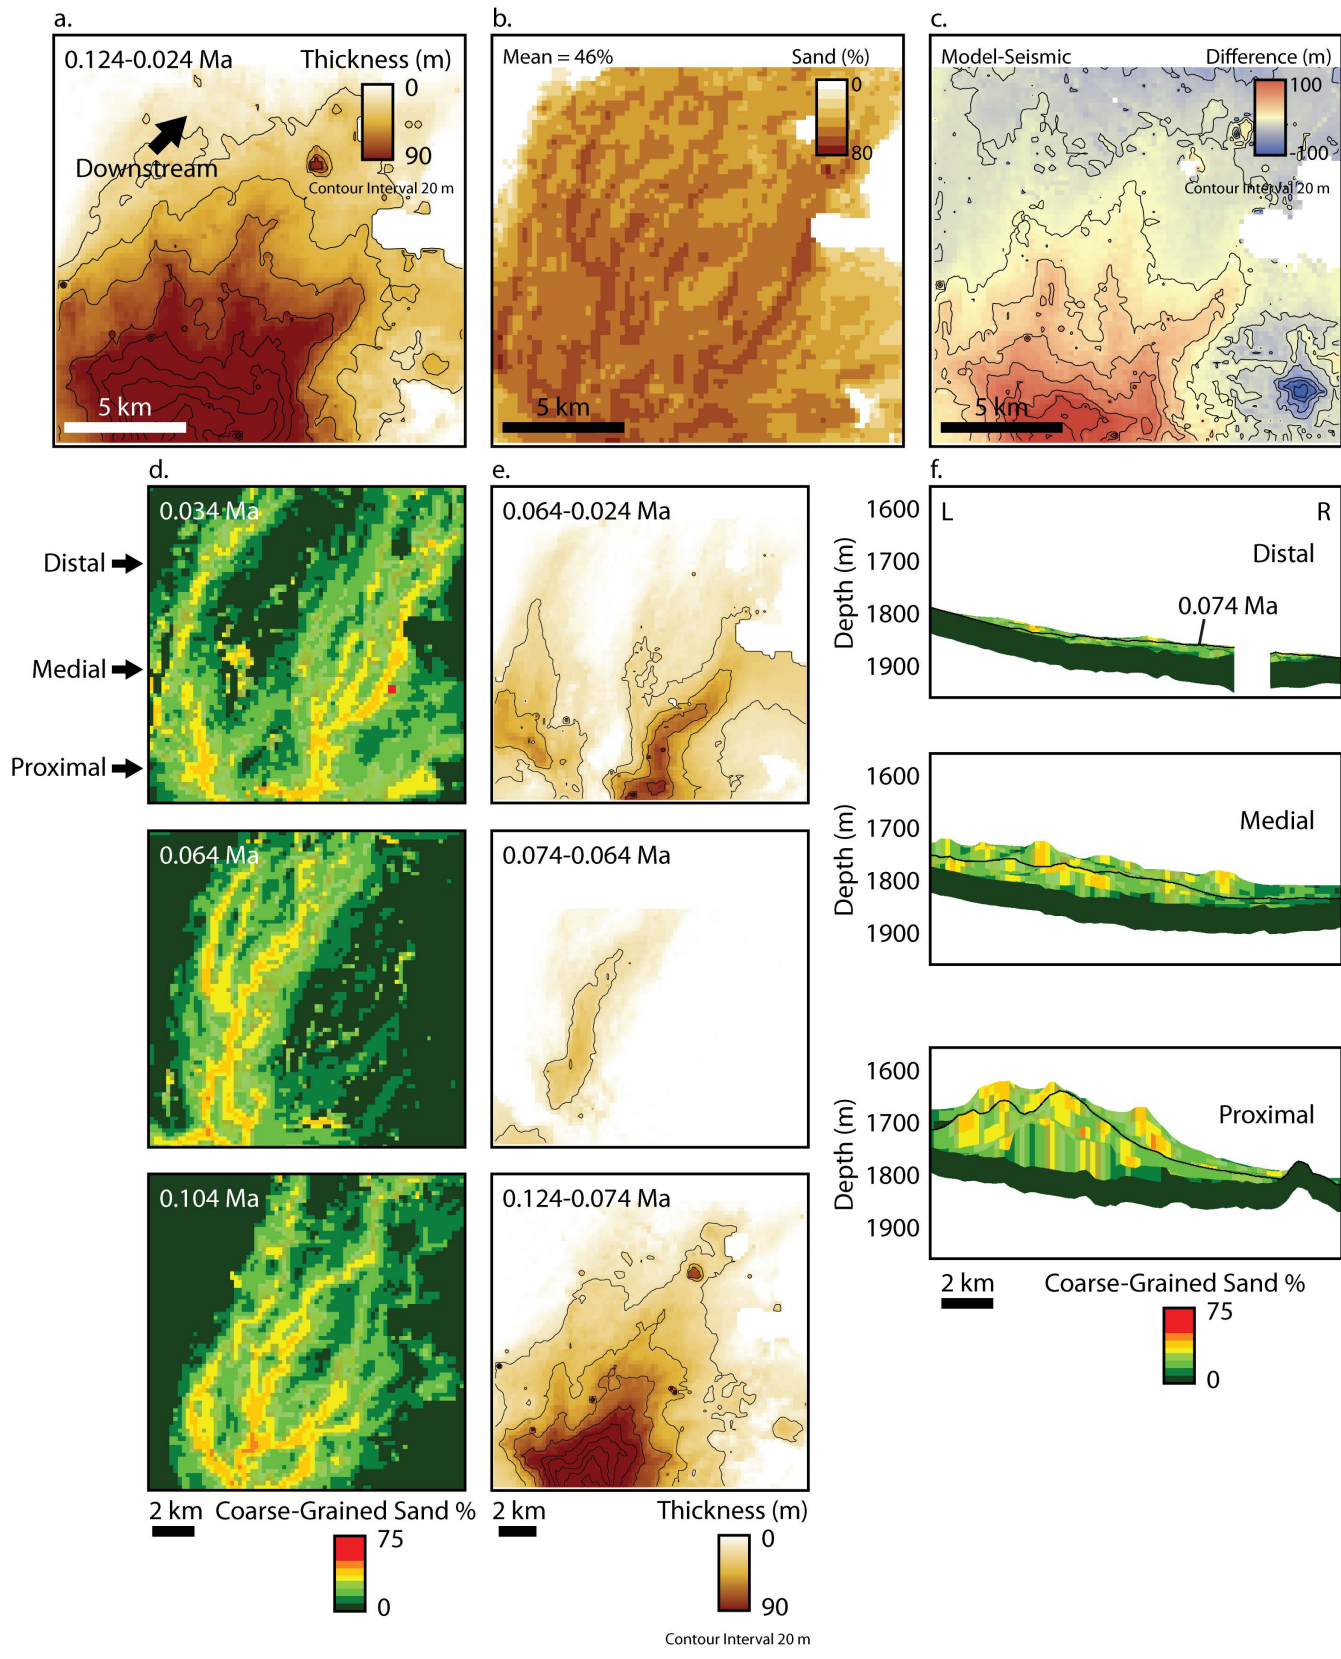 a.
0.124-0.024 Ma
Thickness (m)
0
90
Downstream
Contour Interval 20 m
5 km
b.
Mean = 46%
Sand (%)
0
80
5 km
c.
Model-Seismic
Difference (m)
100
-100
Contour Interval 20 m
5 km
d.
0.034 Ma
Distal
Medial
Proximal
0.064 Ma
0.104 Ma
2 km
Coarse-Grained Sand %
75
0
e.
0.064-0.024 Ma
0.074-0.064 Ma
0.124-0.074 Ma
2 km
Thickness (m)
0
90
Contour Interval 20 m
f.
L
R
1600
1700
1800
1900
Depth (m)
Distal
0.074 Ma
1600
1700
1800
1900
Depth (m)
Medial
1600
1700
1800
1900
Depth (m)
Proximal
2 km
Coarse-Grained Sand %
75
0